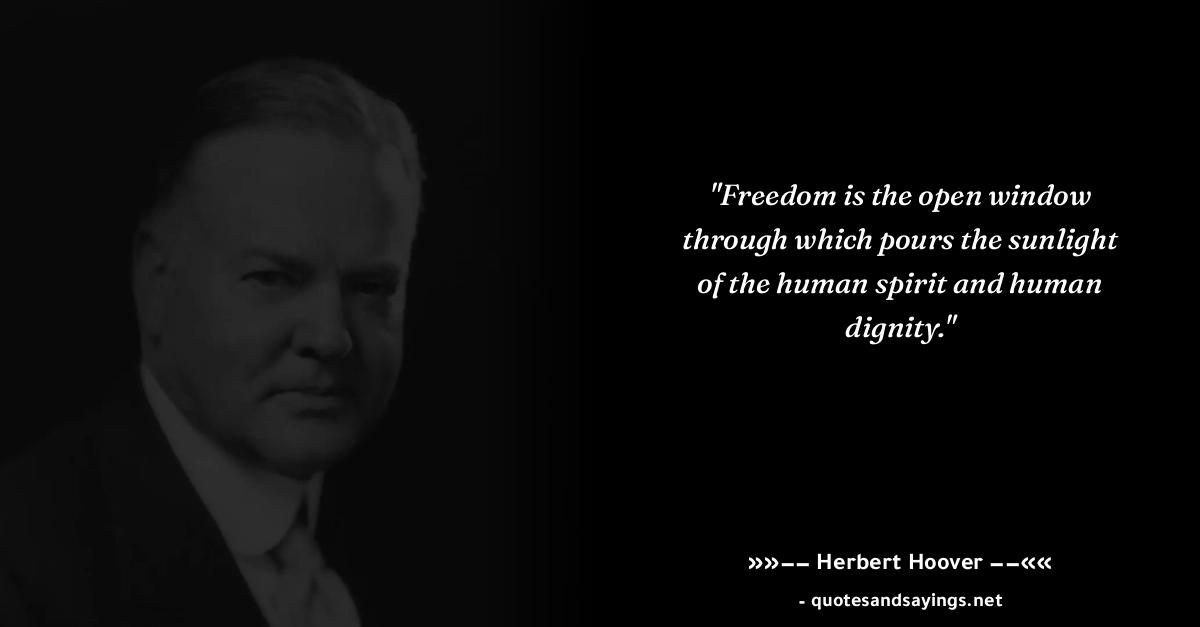 "Freedom is the open window
through which pours the sunlight
of the human spirit and human
dignity."
»»–– Herbert Hoover ––««
- quotesandsayings.net